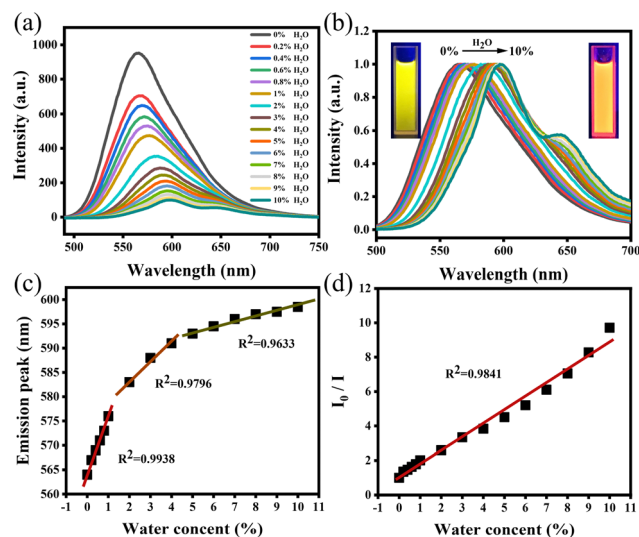 (a)
Intensity (a.u.)
1000
800
600
400
200
0
500
550
600
650
700
750
Wavelength (nm)
0% H₂O
0.2% H₂O
0.4% H₂O
0.6% H₂O
0.8% H₂O
1% H₂O
2% H₂O
3% H₂O
4% H₂O
5% H₂O
6% H₂O
7% H₂O
8% H₂O
9% H₂O
10% H₂O
(b)
Intensity (a.u.)
1.0
0.8
0.6
0.4
0.2
0.0
500
600
700
Wavelength (nm)
H₂O
0% 10%
(c)
Emission peak (nm)
600
595
590
585
580
575
570
565
560
-1 0 1 2 3 4 5 6 7 8 9 10 11
Water concent (%)
R²=0.9938
R²=0.9796
R²=0.9633
(d)
I₀ / I
12
10
8
6
4
2
0
-1 0 1 2 3 4 5 6 7 8 9 10 11
Water concent (%)
R²=0.9841